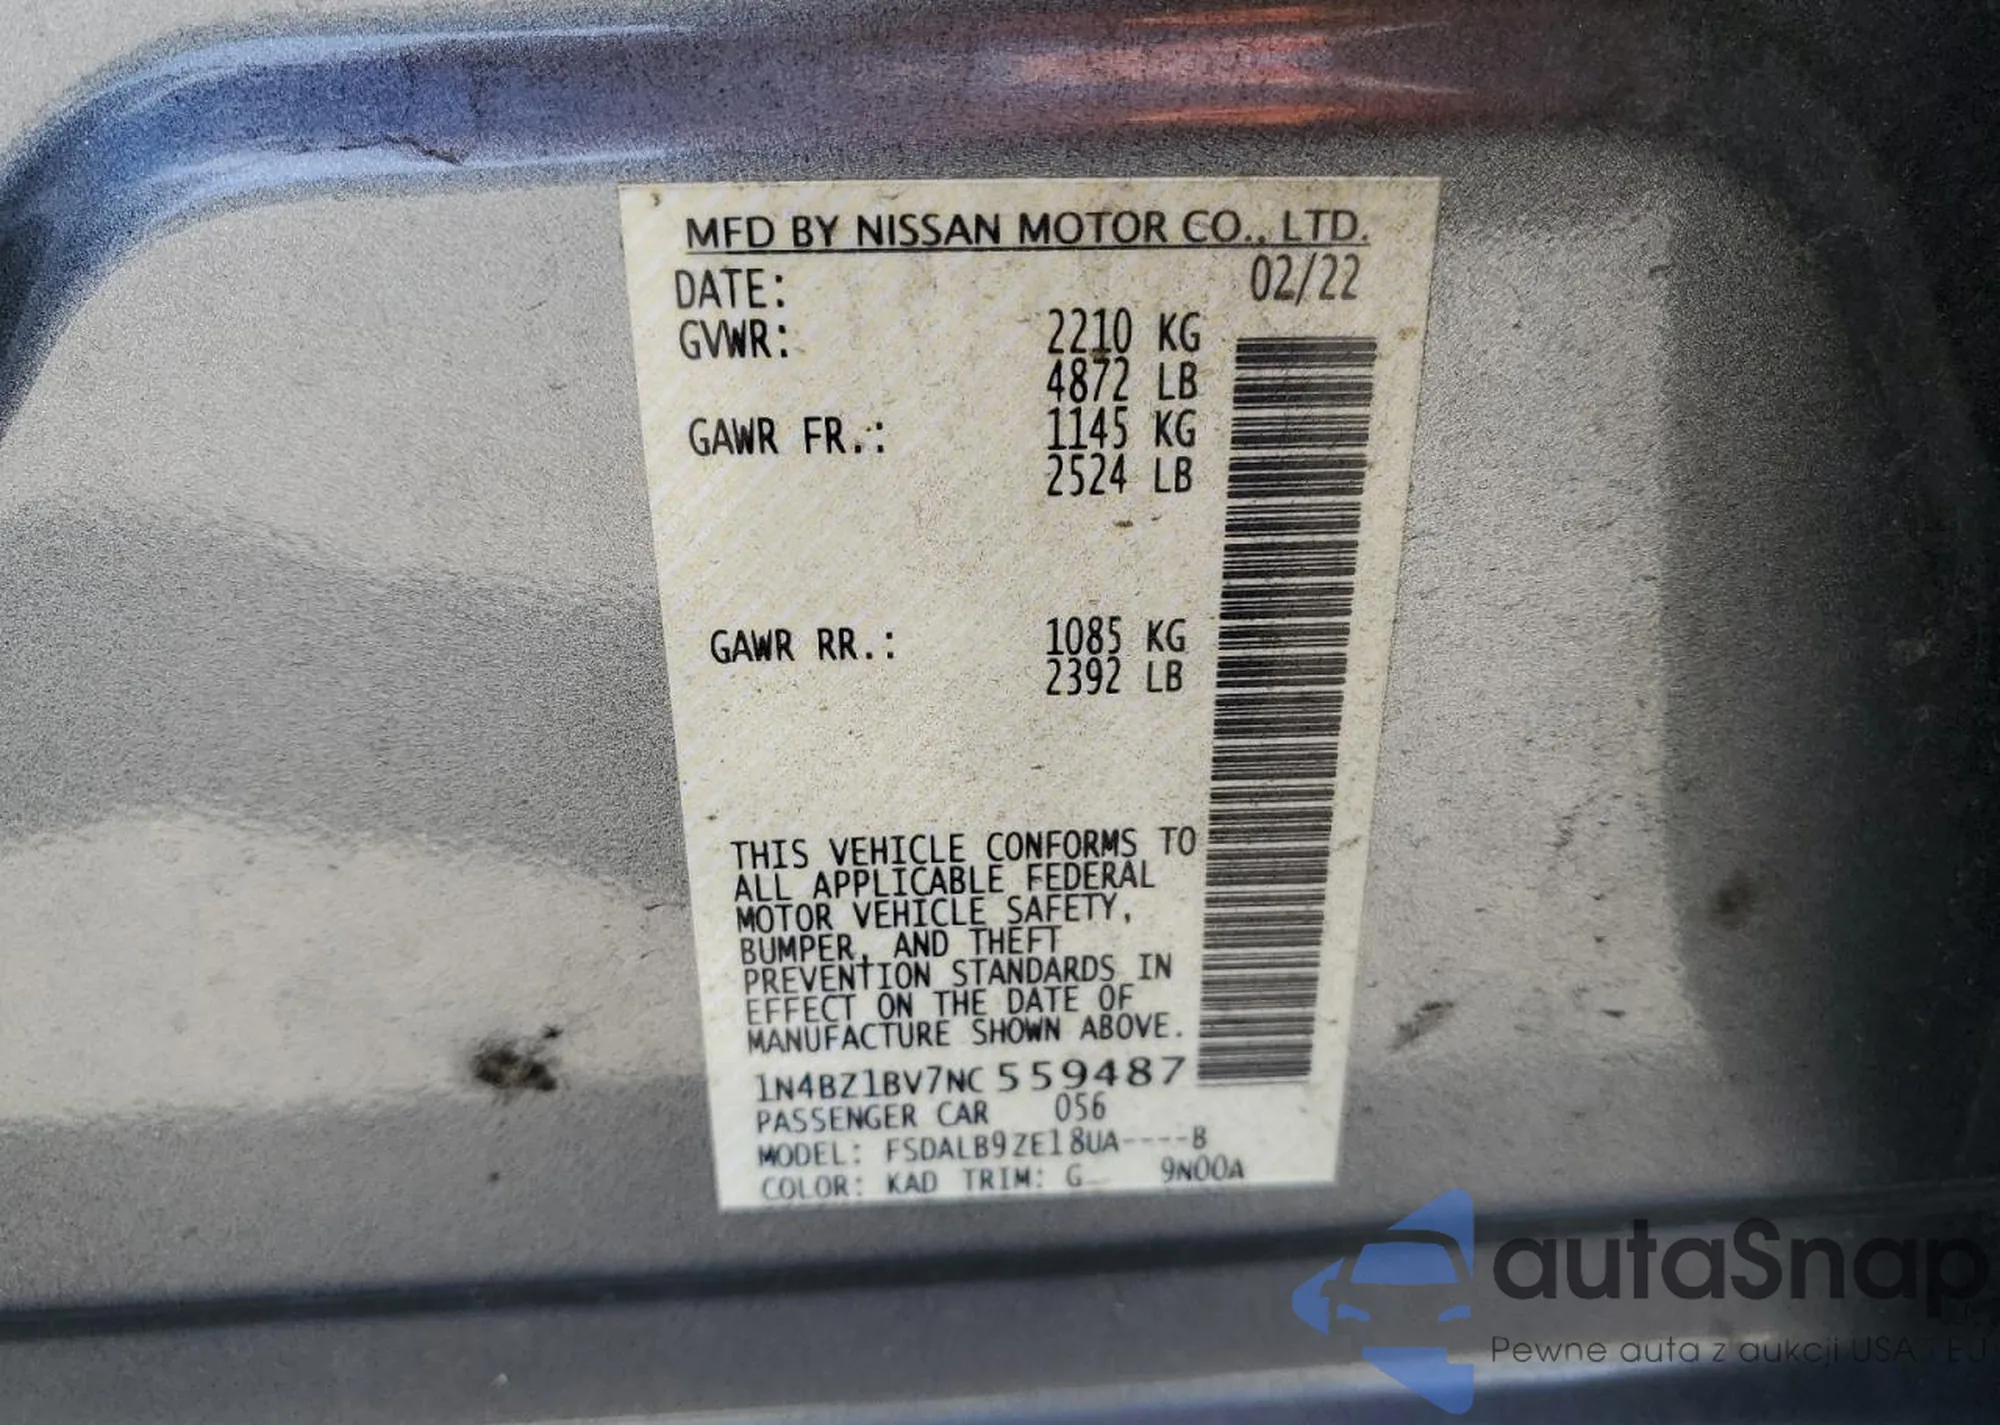 MFD BY NISSAN MOTOR CO., LTD.
DATE: 02/22
GVWR: 2210 KG
4872 LB
GAWR FR.: 1145 KG
2524 LB
GAWR RR.: 1085 KG
2392 LB
THIS VEHICLE CONFORMS TO
ALL APPLICABLE FEDERAL
MOTOR VEHICLE SAFETY,
BUMPER, AND THEFT
PREVENTION STANDARDS IN
EFFECT ON THE DATE OF
MANUFACTURE SHOWN ABOVE.
1N4BZ1BV7NC559487
PASSENGER CAR 056
MODEL: FSDALB9ZE18UA----B
COLOR: KAD TRIM: G 9N00A
autaSnap
Pewne auta z aukcji USA i EU